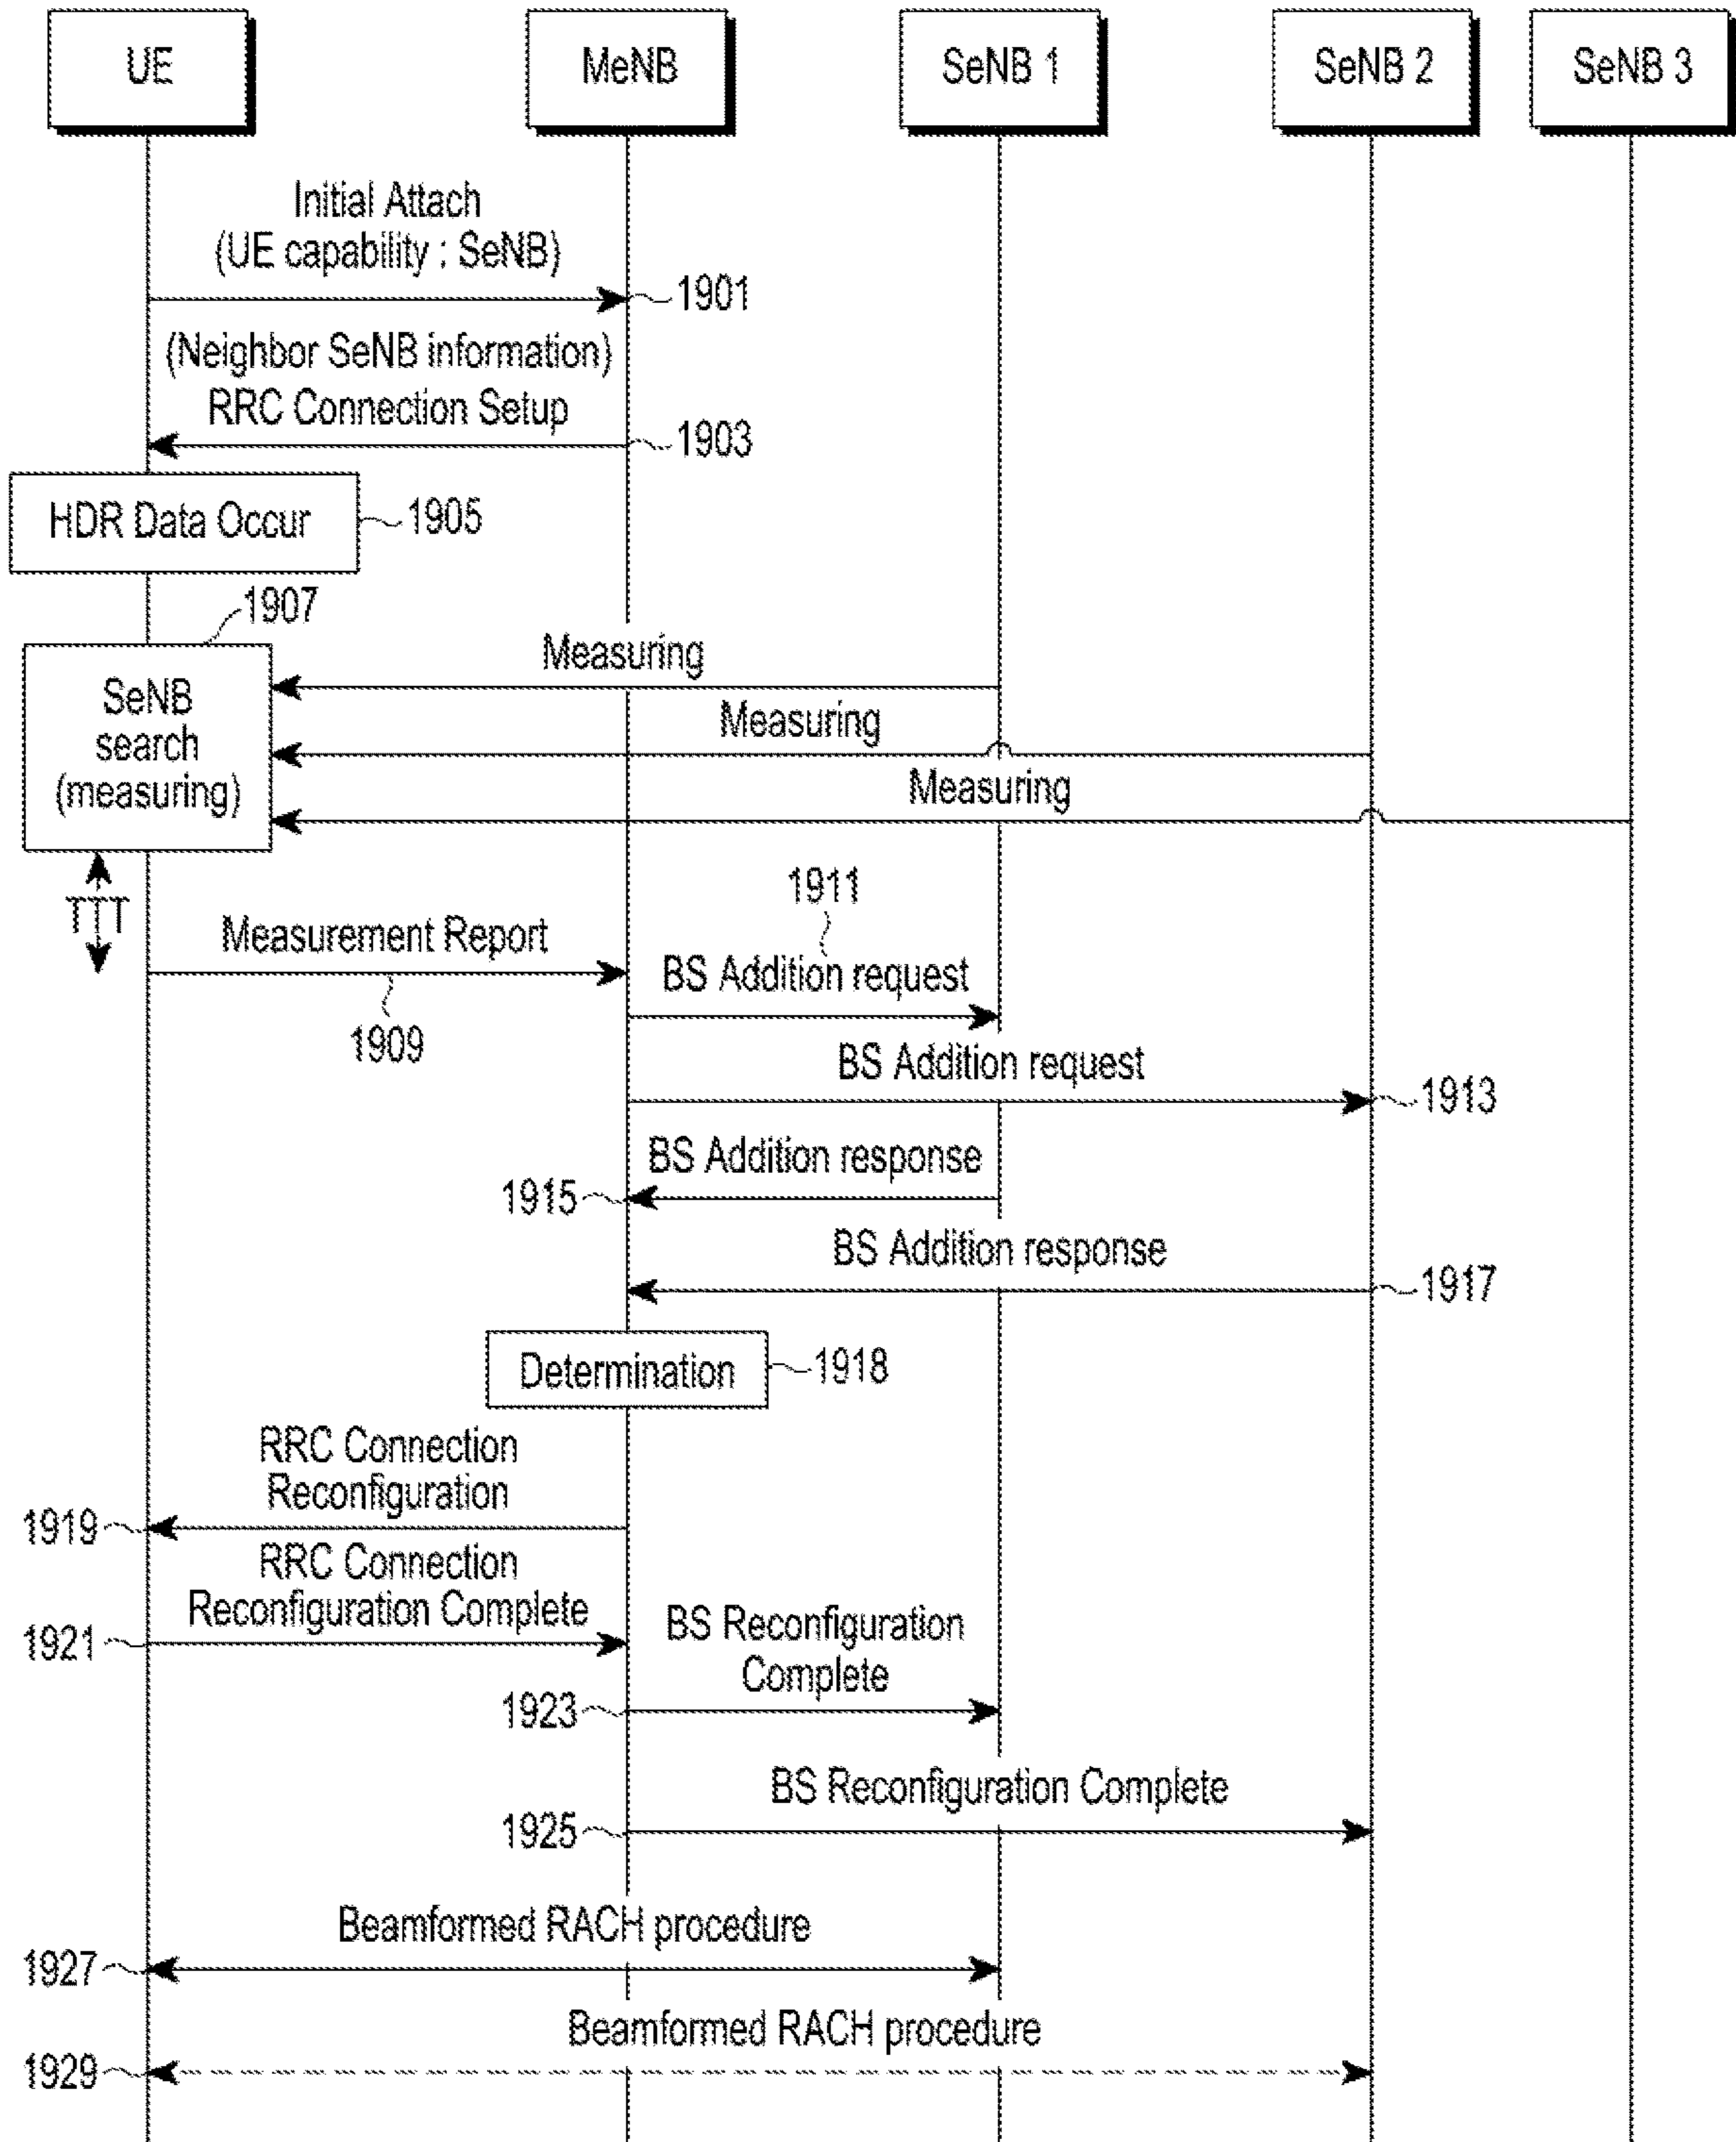 UE
MeNB
SeNB 1
SeNB 2
SeNB 3
Initial Attach
(UE capability : SeNB)
1901
(Neighbor SeNB information)
RRC Connection Setup
1903
HDR Data Occur
1905
1907
SeNB
search
(measuring)
Measuring
Measuring
Measuring
TTT
Measurement Report
1909
1911
BS Addition request
BS Addition request
1913
BS Addition response
1915
BS Addition response
1917
Determination
1918
RRC Connection
Reconfiguration
1919
RRC Connection
Reconfiguration Complete
1921
BS Reconfiguration
Complete
1923
BS Reconfiguration Complete
1925
Beamformed RACH procedure
1927
Beamformed RACH procedure
1929